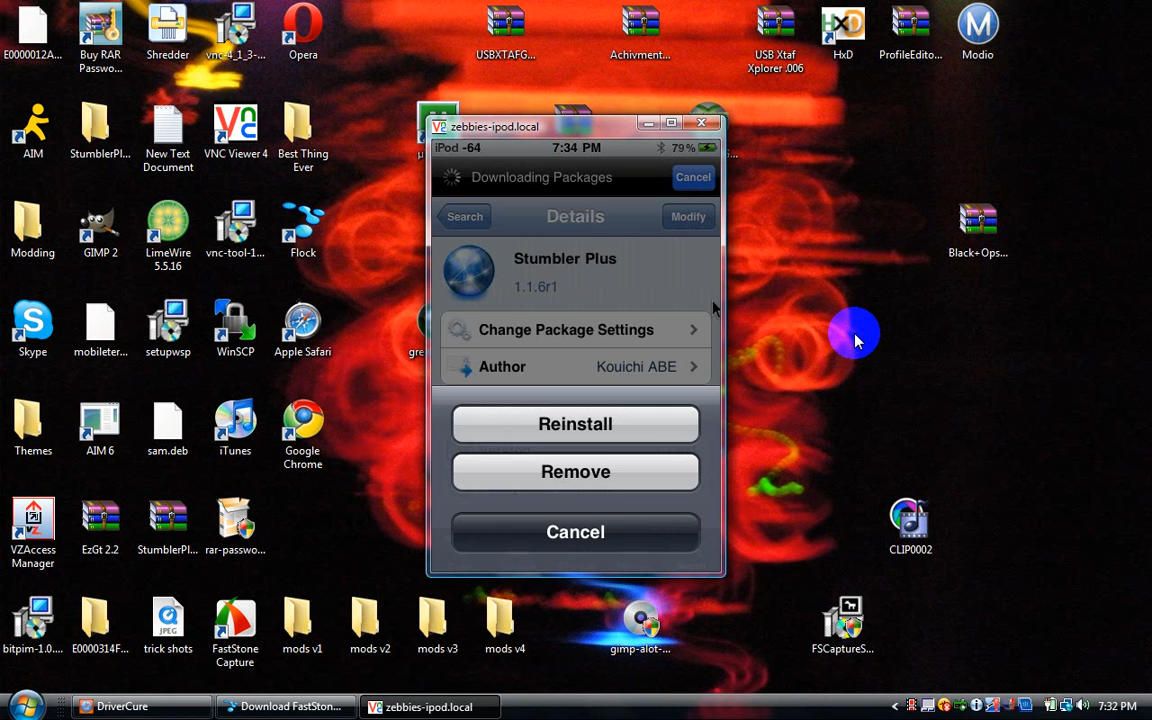 E0000012A...
Buy RAR
Passwo...
Shredder
vnc-4_1_3-...
Opera
USBXTAFG...
Achivment...
USB Xtaf
Xplorer .006
HxD
ProfileEdito...
Modio
AIM
StumblerPl...
New Text
Document
VNC Viewer 4
Best Thing
Ever
Modding
GIMP 2
LimeWire
5.5.16
vnc-tool-1...
Flock
Black+Ops...
Skype
mobileter...
setupwsp
WinSCP
Apple Safari
Themes
AIM 6
sam.deb
iTunes
Google
Chrome
VZAccess
Manager
EzGt 2.2
StumblerPl...
rar-passwo...
CLIP0002
bitpim-1.0....
E0000314F...
trick shots
FastStone
Capture
mods v1
mods v2
mods v3
mods v4
gimp-alot-...
FSCaptureS...
zebbies-ipod.local
iPod -64
7:34 PM
79%
Downloading Packages
Cancel
Search
Details
Modify
Stumbler Plus
1.1.6r1
Change Package Settings
Author
Kouichi ABE
Reinstall
Remove
Cancel
DriverCure
Download FastSton...
zebbies-ipod.local
7:32 PM